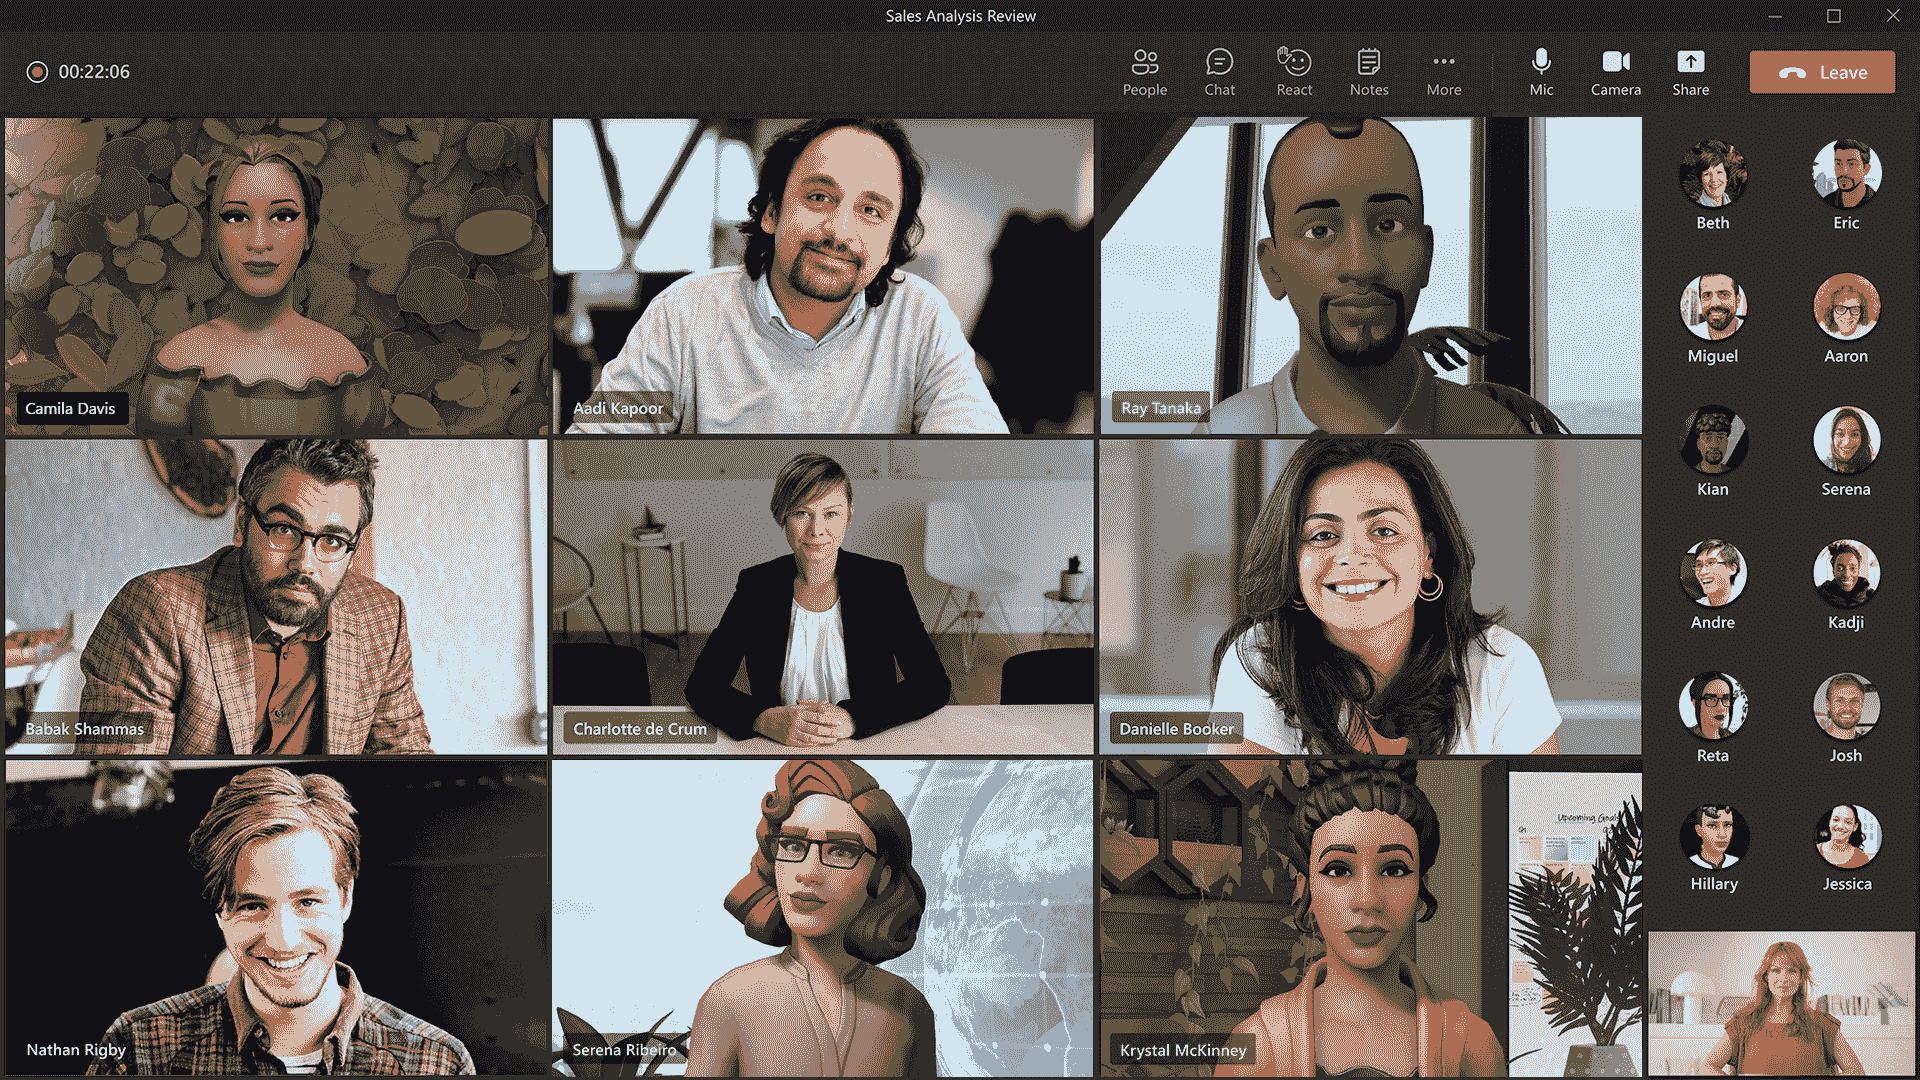 Sales Analysis Review
00:22:06
People
Chat
React
Notes
More
Mic
Camera
Share
Leave
Camila Davis
Aadi Kapoor
Ray Tanaka
Babak Shammas
Charlotte de Crum
Danielle Booker
Nathan Rigby
Serena Ribeiro
Krystal McKinney
Upcoming Goals
Q1
Beth
Eric
Miguel
Aaron
Kian
Serena
Andre
Kadji
Reta
Josh
Hillary
Jessica